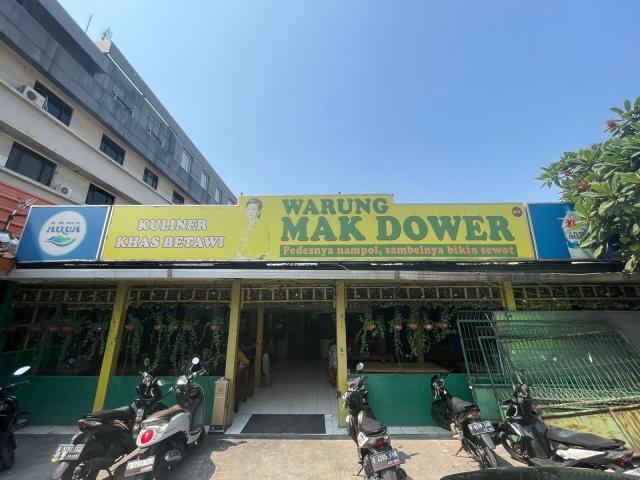 AQUA
KULINER
KHAS BETAWI
WARUNG
MAK DOWER
Pedesnya nampol, sambelnya bikin sewot